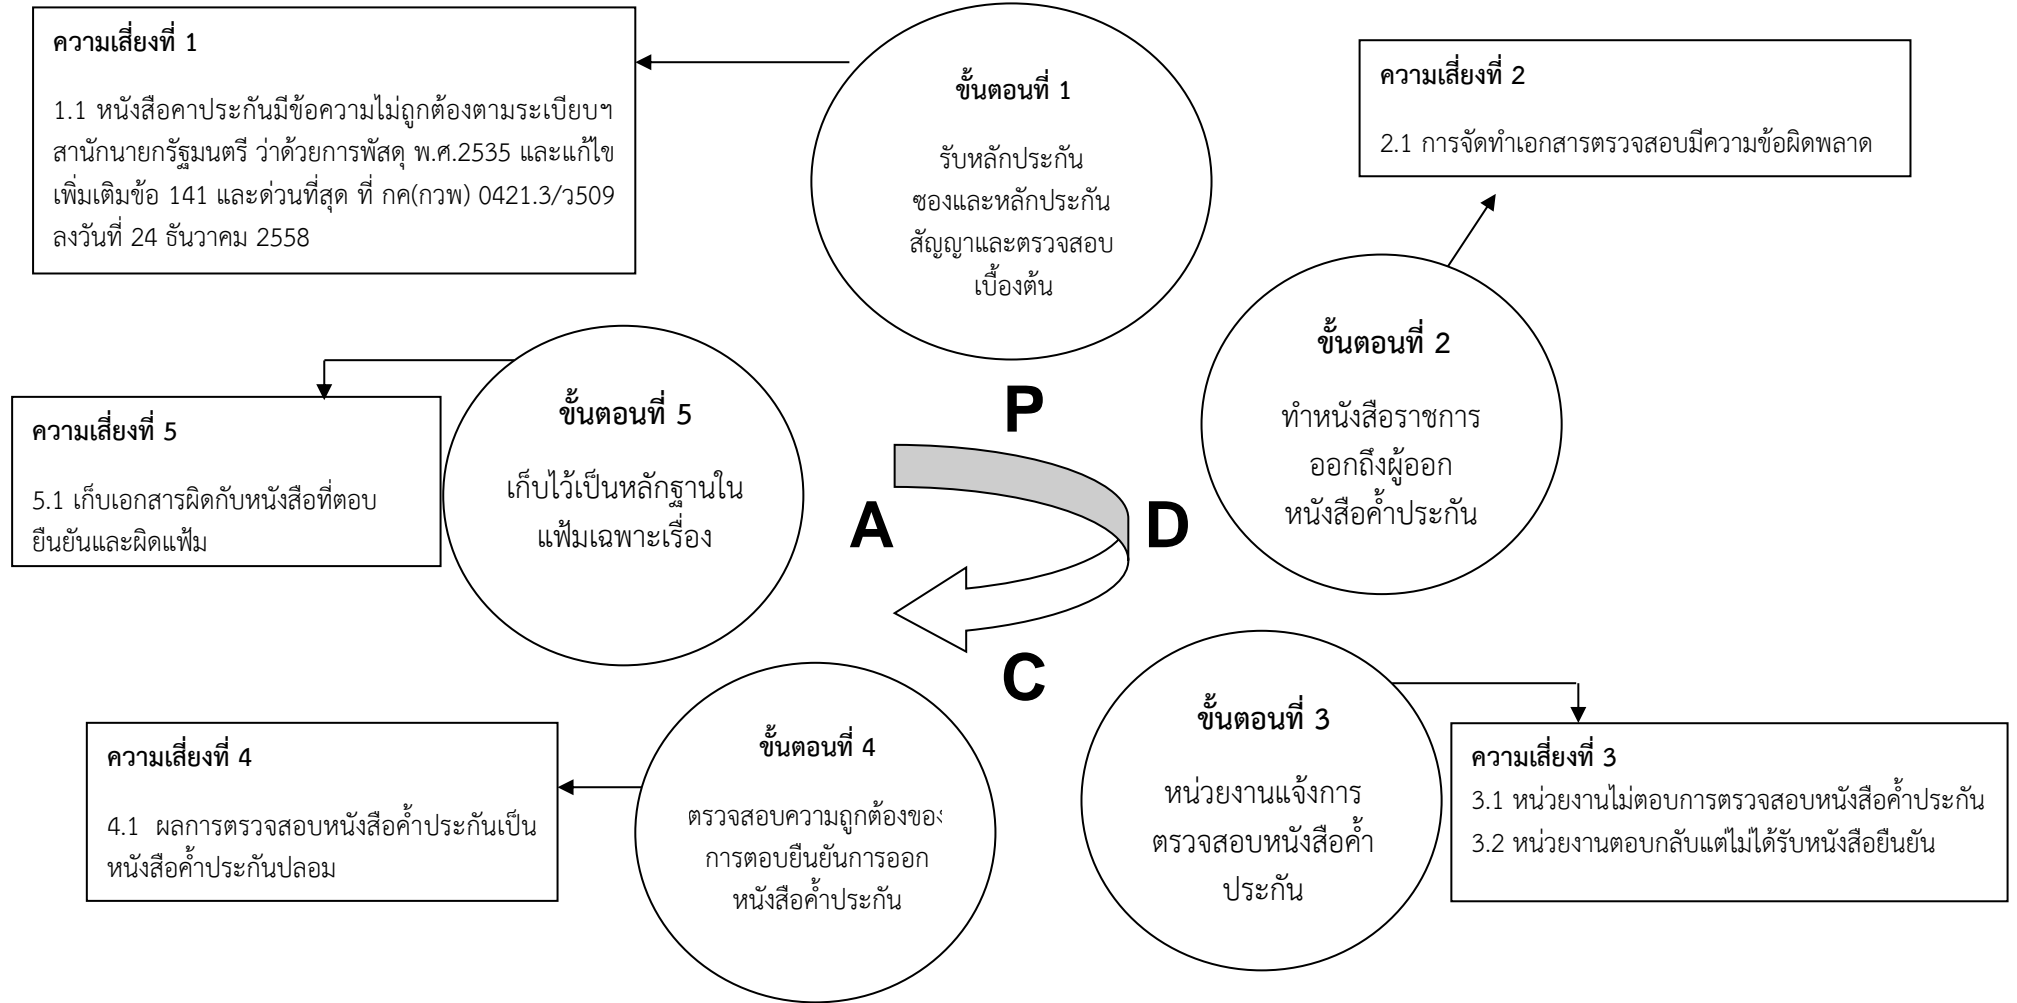 ความเสี่ยงที่ 1
1.1 หนังสือคาประกันมีข้อความไม่ถูกต้องตามระเบียบฯ
สานักนายกรัฐมนตรี ว่าด้วยการพัสดุ พ.ศ.2535 และแก้ไข
เพิ่มเติมข้อ 141 และด่วนที่สุด ที่ กค(กวพ) 0421.3/ว509
ลงวันที่ 24 ธันวาคม 2558
ขั้นตอนที่ 1
รับหลักประกัน
ซองและหลักประกัน
สัญญาและตรวจสอบ
เบื้องต้น
ความเสี่ยงที่ 2
2.1 การจัดทำเอกสารตรวจสอบมีความข้อผิดพลาด
ขั้นตอนที่ 2
ทำหนังสือราชการ
ออกถึงผู้ออก
หนังสือค้ำประกัน
ความเสี่ยงที่ 5
5.1 เก็บเอกสารผิดกับหนังสือที่ตอบ
ยืนยันและผิดแฟ้ม
ขั้นตอนที่ 5
เก็บไว้เป็นหลักฐานใน
แฟ้มเฉพาะเรื่อง
P
A
D
C
ความเสี่ยงที่ 4
4.1 ผลการตรวจสอบหนังสือค้ำประกันเป็น
หนังสือค้ำประกันปลอม
ขั้นตอนที่ 4
ตรวจสอบความถูกต้องของ
การตอบยืนยันการออก
หนังสือค้ำประกัน
ขั้นตอนที่ 3
หน่วยงานแจ้งการ
ตรวจสอบหนังสือค้ำ
ประกัน
ความเสี่ยงที่ 3
3.1 หน่วยงานไม่ตอบการตรวจสอบหนังสือค้ำประกัน
3.2 หน่วยงานตอบกลับแต่ไม่ได้รับหนังสือยืนยัน